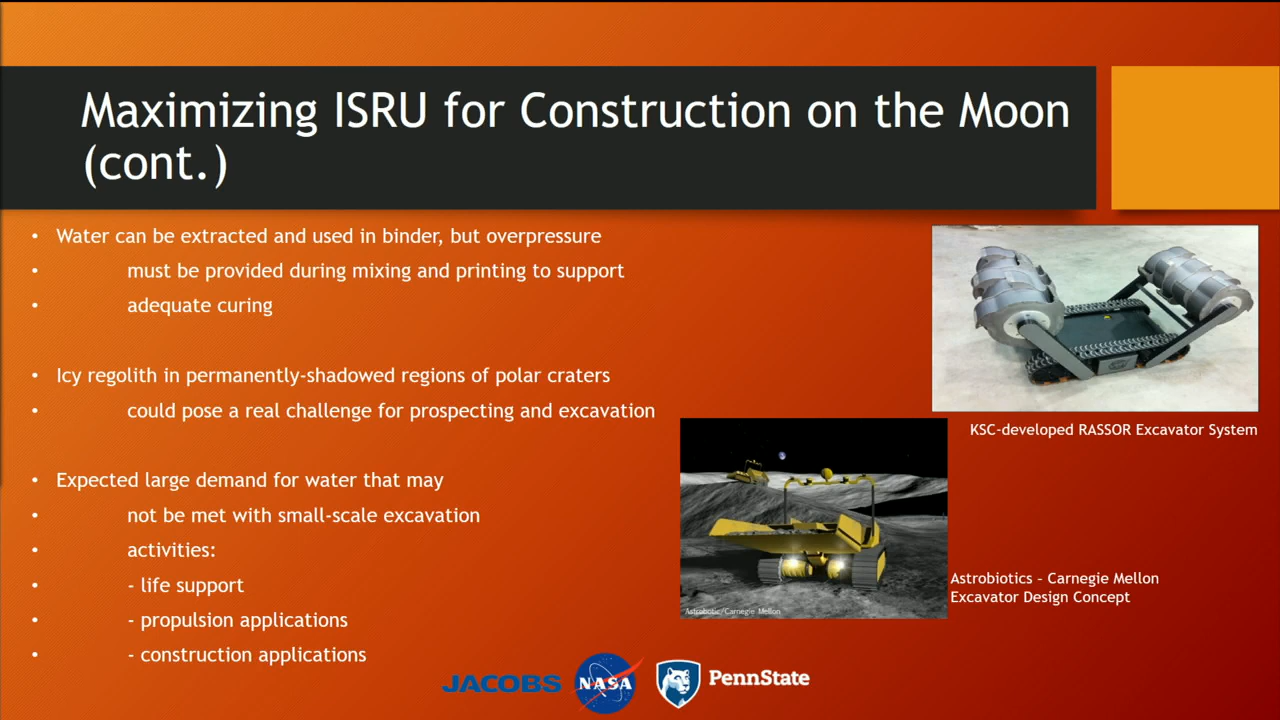 Maximizing ISRU for Construction on the Moon
(cont.)
• Water can be extracted and used in binder, but overpressure
• must be provided during mixing and printing to support
• adequate curing
• Icy regolith in permanently-shadowed regions of polar craters
• could pose a real challenge for prospecting and excavation
• Expected large demand for water that may
• not be met with small-scale excavation
• activities:
• - life support
• - propulsion applications
• - construction applications
KSC-developed RASSOR Excavator System
Astrobotic/Carnegie Mellon
Astrobiotics - Carnegie Mellon
Excavator Design Concept
JACOBS
NASA
PennState